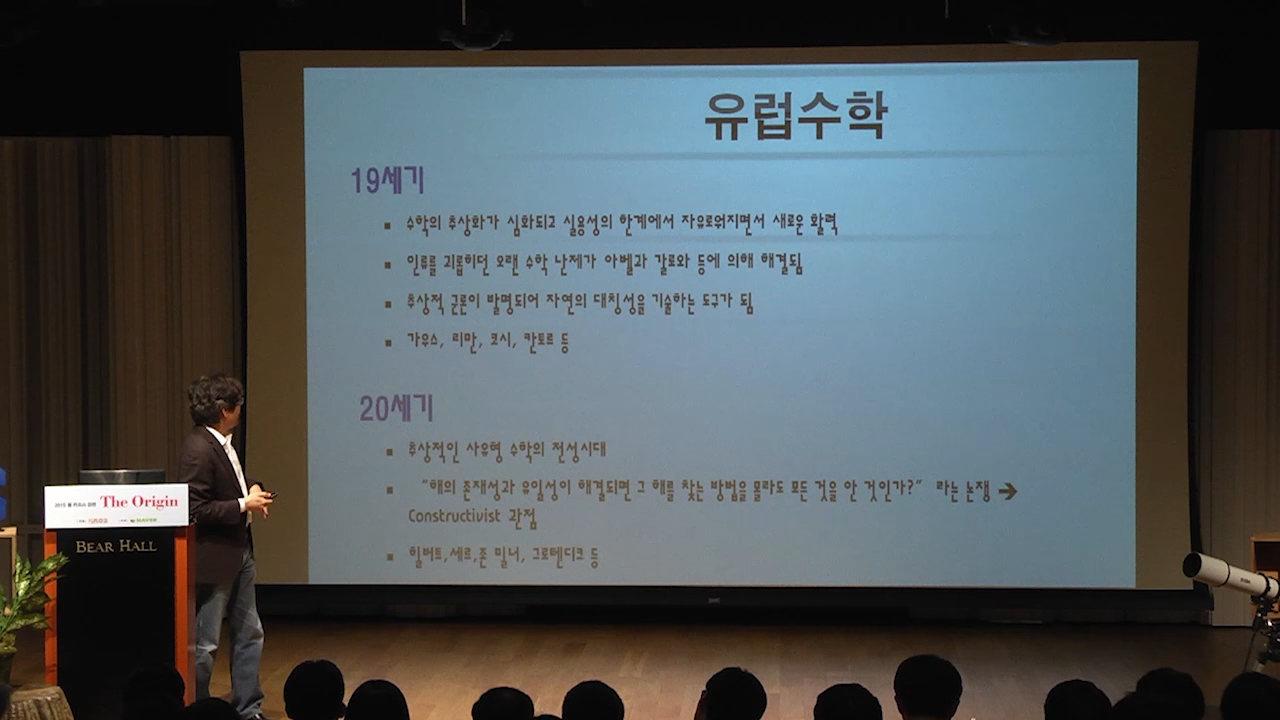 유럽수학
19세기
▪ 수학의 추상화가 심화되고 실용성의 한계에서 자유로워지면서 새로운 활력
▪ 인류를 괴롭히던 오랜 수학 난제가 아벨과 갈로와 등에 의해 해결됨
▪ 추상적 군론이 발명되어 자연의 대칭성을 기술하는 도구가 됨
▪ 가우스, 리만, 코시, 칸토르 등
20세기
▪ 추상적인 사유형 수학의 전성시대
▪ “해의 존재성과 유일성이 해결되면 그 해를 찾는 방법을 몰라도 모든 것을 안 것인가?” 라는 논쟁 →
Constructivist 관점
▪ 힐버트,세르,존 밀너, 그로텐디크 등
2015 The Origin
BEAR HALL